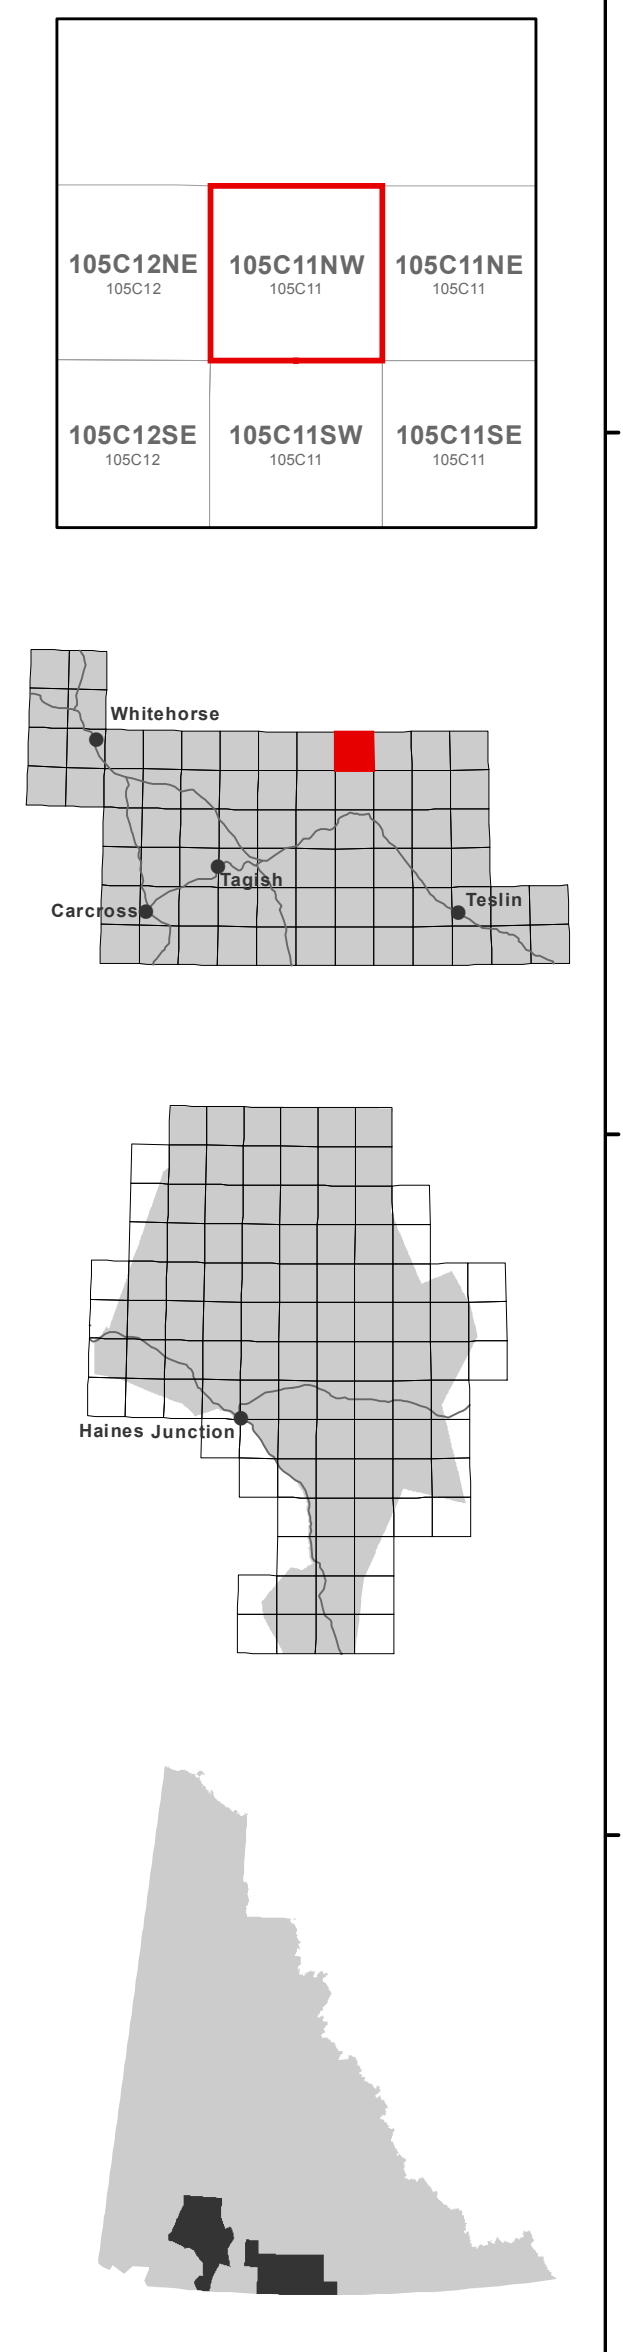 105C12NE 105C11NW 105C11NE
105C12 105C11 105C11
105C12SE 105C11SW 105C11SE
105C12 105C11 105C11
Whitehorse
Tagish
Teslin
Carcross
Haines Junction